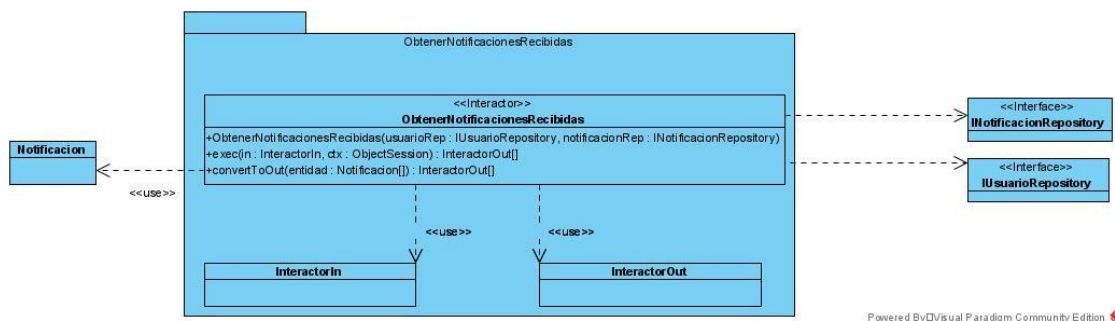 ObtenerNotificacionesRecibidas
<<Interactor>>
ObtenerNotificacionesRecibidas
+ObtenerNotificacionesRecibidas(usuarioRep : IUsuarioRepository, notificacionRep : INotificacionRepository)
+exec(in : InteractorIn, ctx : ObjectSession) : InteractorOut[]
+convertToOut(entidad : Notificacion[]) : InteractorOut[]
<<Interface>>
INotificacionRepository
<<Interface>>
IUsuarioRepository
Notificacion
<<use>>
<<use>>
<<use>>
InteractorIn
InteractorOut
Powered By□Visual Paradigm Community Edition